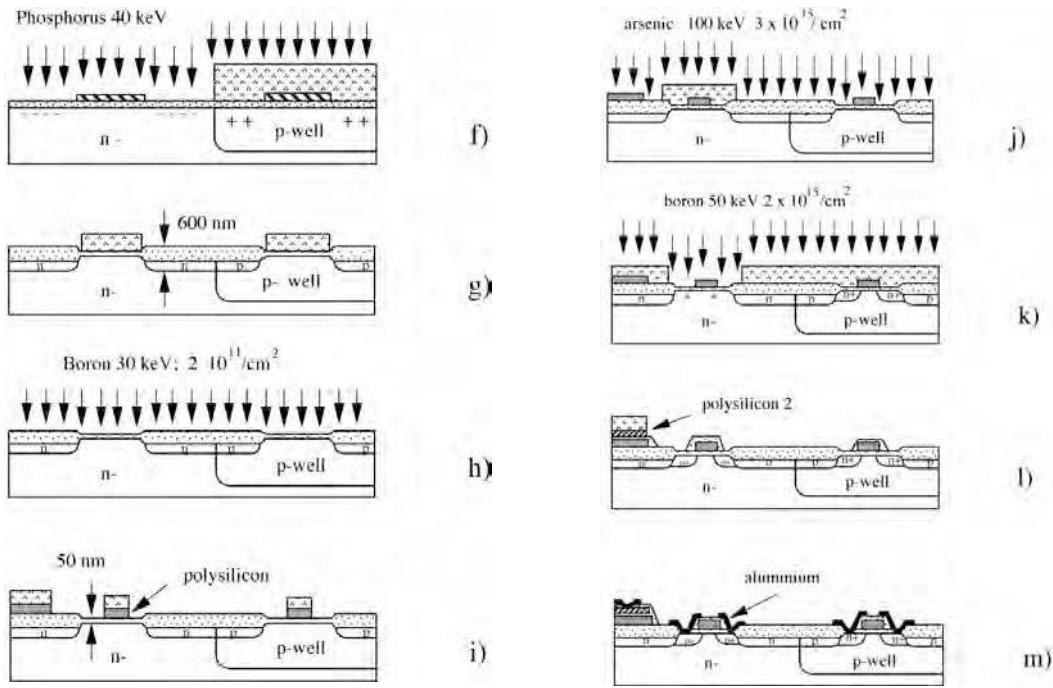 Phosphorus 40 keV
n -
p-well
f)
600 nm
n
n
p
p
n-
p- well
g)
Boron 30 keV; 2 10^11/cm^2
n
n
p
n-
p-well
h)
50 nm
polysilicon
n
n
p
n-
p-well
i)
arsenic 100 keV 3 x 10^15/cm^2
n-
p-well
j)
boron 50 keV 2 x 10^15/cm^2
n
n
p
n+
n+
p
n-
p-well
k)
polysilicon 2
n
p
n+
n+
p
n-
p-well
l)
aluminium
n
p
p
n-
p-well
m)